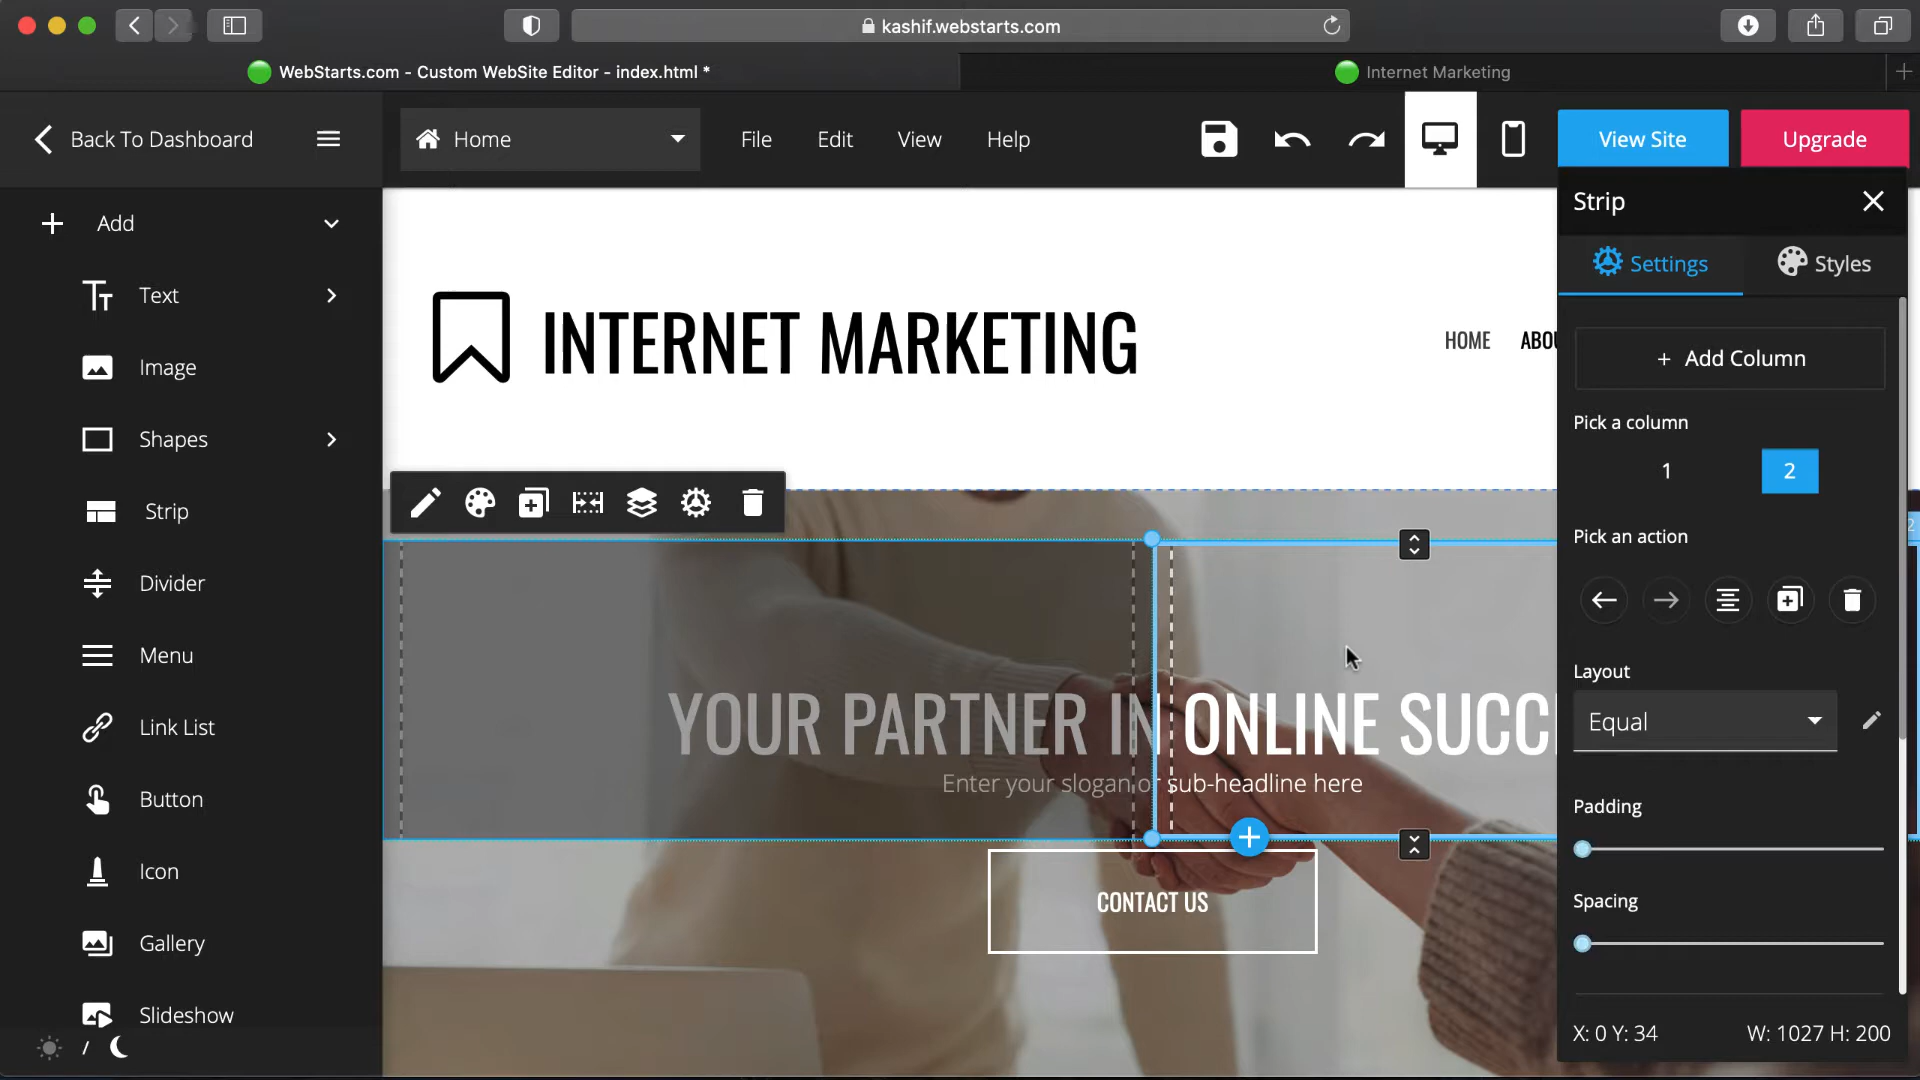 kashif.webstarts.com
WebStarts.com - Custom WebSite Editor - index.html *
Internet Marketing
Back To Dashboard
Home
File
Edit
View
Help
View Site
Upgrade
Add
Text
Image
Shapes
Strip
Divider
Menu
Link List
Button
Icon
Gallery
Slideshow
/
INTERNET MARKETING
HOME
ABOU
YOUR PARTNER IN ONLINE SUCC
Enter your slogan or sub-headline here
CONTACT US
Strip
Settings
Styles
+ Add Column
Pick a column
1
2
Pick an action
Layout
Equal
Padding
Spacing
X: 0 Y: 34
W: 1027 H: 200
2